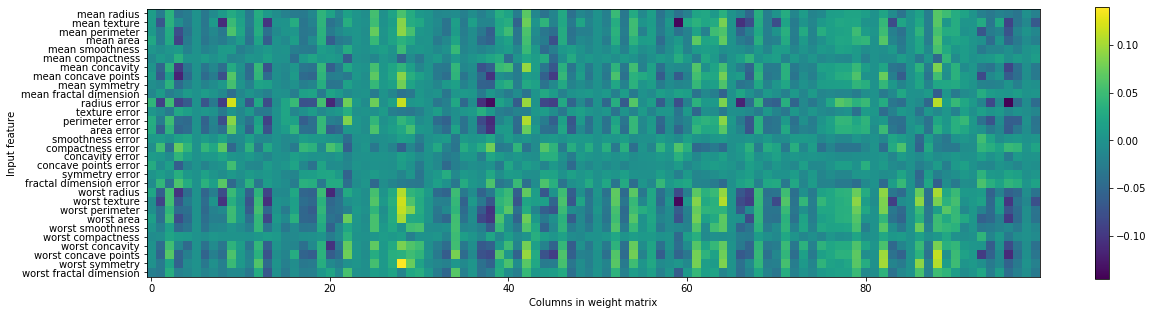 mean radius
mean texture
mean perimeter
mean area
mean smoothness
mean compactness
mean concavity
mean concave points
mean symmetry
mean fractal dimension
radius error
texture error
perimeter error
area error
smoothness error
compactness error
concavity error
concave points error
symmetry error
fractal dimension error
worst radius
worst texture
worst perimeter
worst area
worst smoothness
worst compactness
worst concavity
worst concave points
worst symmetry
worst fractal dimension
Input feature
0 20 40 60 80
Columns in weight matrix
0.10
0.05
0.00
−0.05
−0.10